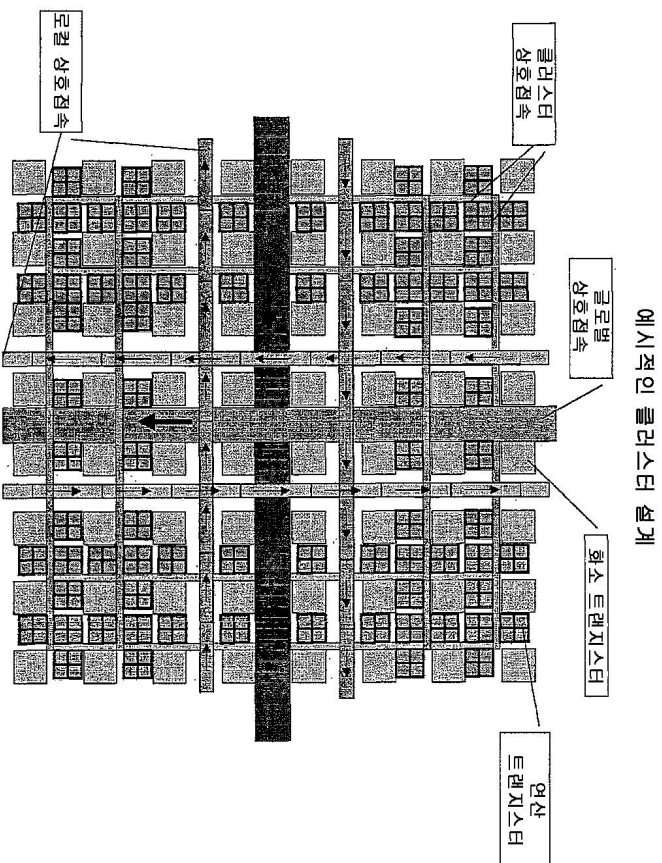 예시적인 클러스터 설계
클러스터
상호접속
글로벌
상호접속
화소 트랜지스터
연산
트랜지스터
로컬 상호접속